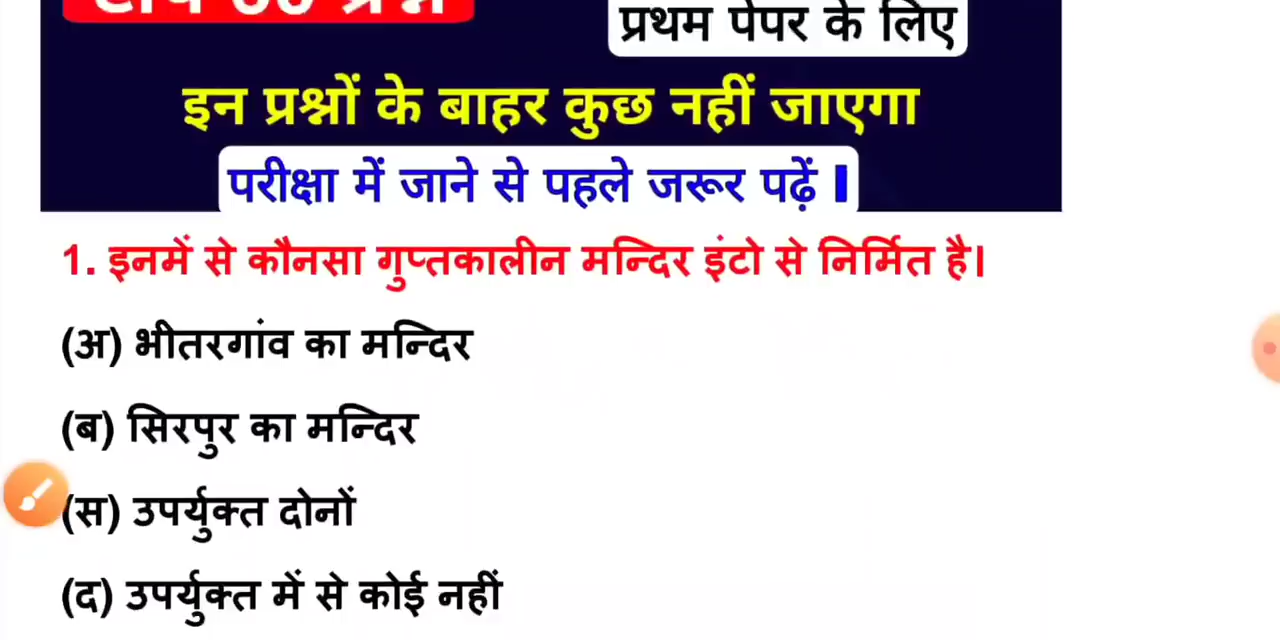 प्रथम पेपर के लिए
इन प्रश्नों के बाहर कुछ नहीं जाएगा
परीक्षा में जाने से पहले जरूर पढ़ें।
1. इनमें से कौनसा गुप्तकालीन मन्दिर इंटो से निर्मित है।
(अ) भीतरगांव का मन्दिर
(ब) सिरपुर का मन्दिर
(स) उपर्युक्त दोनों
(द) उपर्युक्त में से कोई नहीं